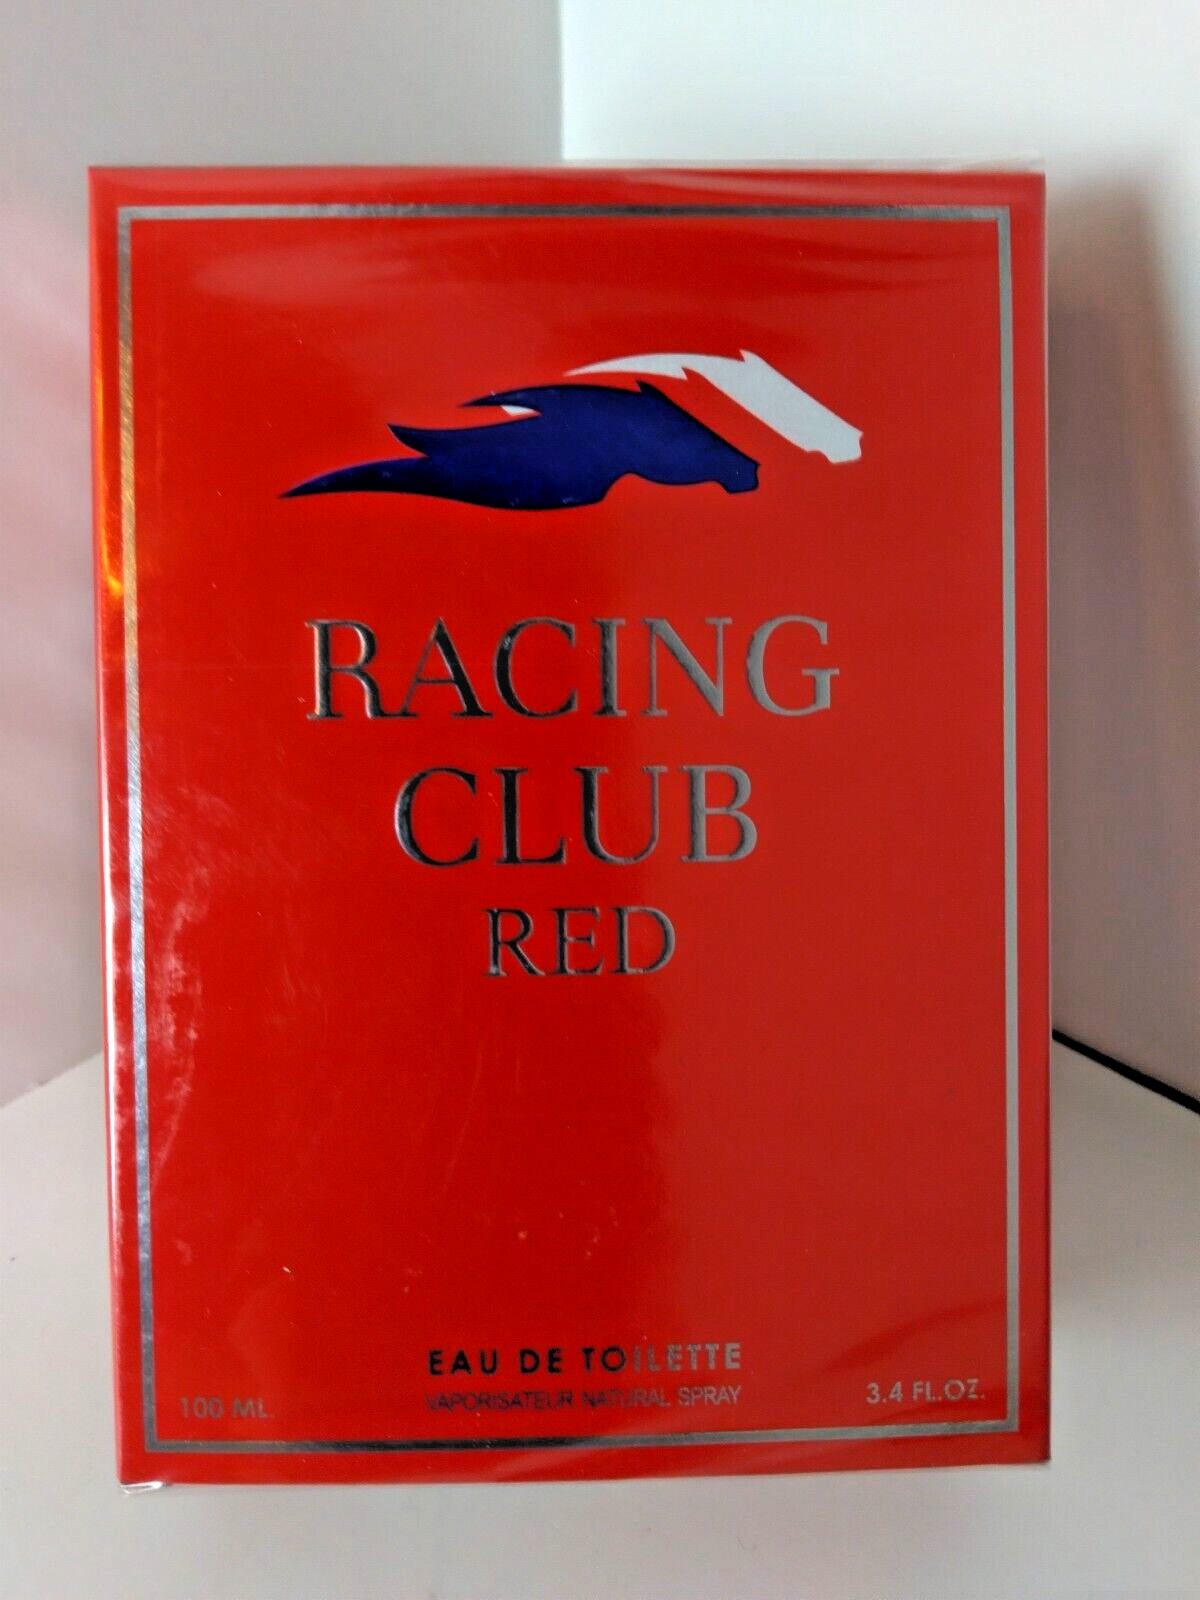 RACING
CLUB
RED
EAU DE TOILETTE
VAPORISATEUR NATURAL SPRAY
100 ML.
3.4 FL.OZ.